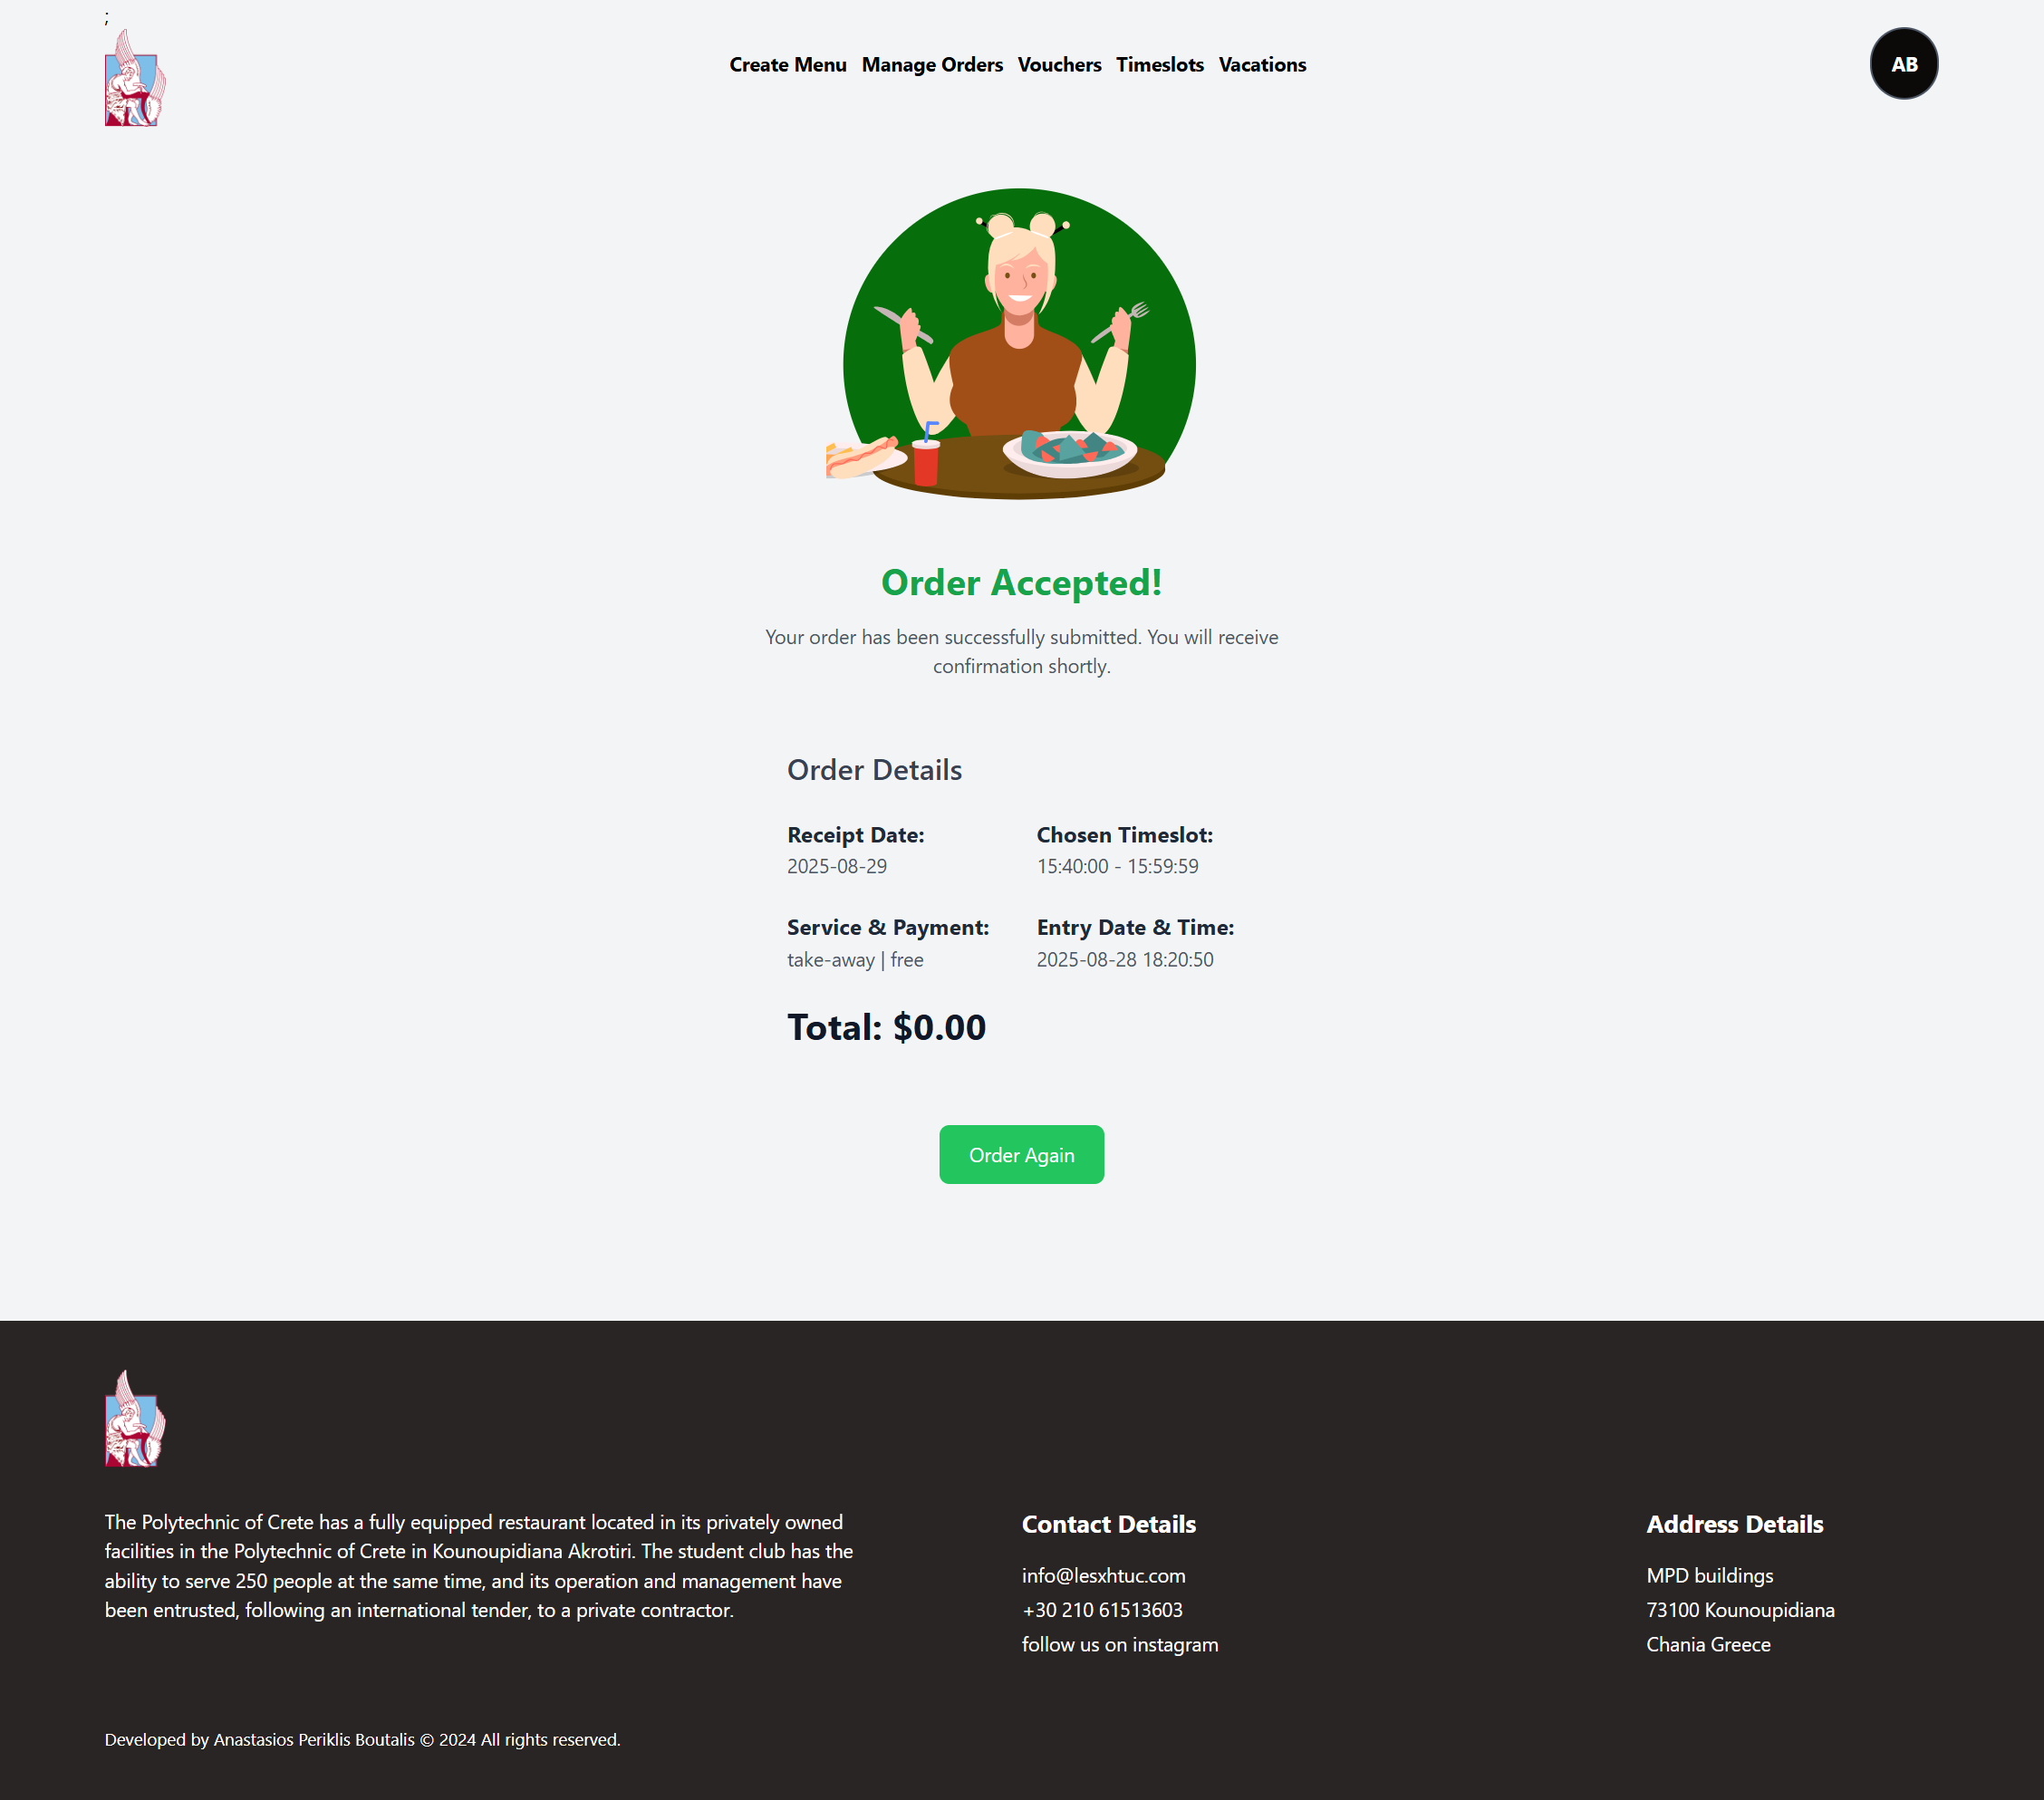 ;
Create Menu Manage Orders Vouchers Timeslots Vacations
AB
Order Accepted!
Your order has been successfully submitted. You will receive
confirmation shortly.
Order Details
Receipt Date:
2025-08-29
Chosen Timeslot:
15:40:00 - 15:59:59
Service & Payment:
take-away | free
Entry Date & Time:
2025-08-28 18:20:50
Total: $0.00
Order Again
The Polytechnic of Crete has a fully equipped restaurant located in its privately owned
facilities in the Polytechnic of Crete in Kounoupidiana Akrotiri. The student club has the
ability to serve 250 people at the same time, and its operation and management have
been entrusted, following an international tender, to a private contractor.
Contact Details
info@lesxhtuc.com
+30 210 61513603
follow us on instagram
Address Details
MPD buildings
73100 Kounoupidiana
Chania Greece
Developed by Anastasios Periklis Boutalis © 2024 All rights reserved.